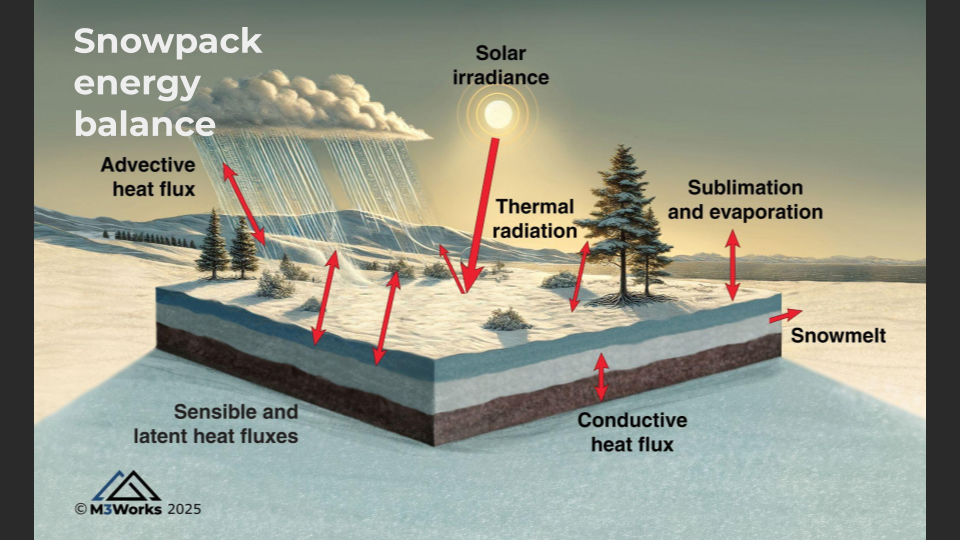 Snowpack
energy
balance
Solar
irradiance
Advective
heat flux
Thermal
radiation
Sublimation
and evaporation
Snowmelt
Sensible and
latent heat fluxes
Conductive
heat flux
© M3Works 2025